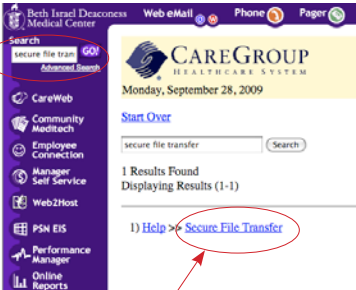 Beth Israel Deaconess
Medical Center
Web eMail
Phone
Pager
Search
secure file tran
GO!
Advanced Search
CareWeb
Community
Meditech
Employee
Connection
Manager
Self Service
Web2Host
PSN EIS
Performance
Manager
Online
Reports
CAREGROUP
HEALTHCARE SYSTEM
Monday, September 28, 2009
Start Over
secure file transfer
Search
1 Results Found
Displaying Results (1-1)
1) Help >> Secure File Transfer